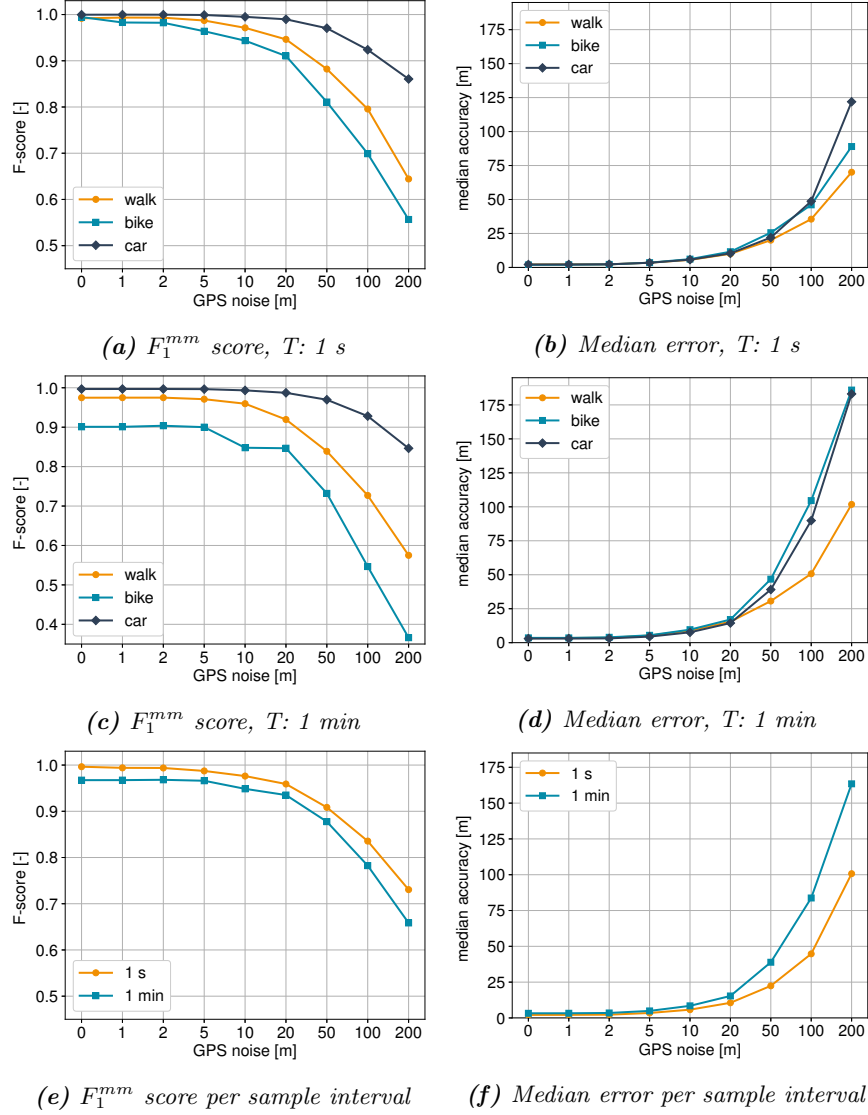 1.0
0.9
0.8
0.7
0.6
0.5
F-score [-]
walk
bike
car
0 1 2 5 10 20 50 100 200
GPS noise [m]
(a) F₁ᵐᵐ score, T: 1 s
175
150
125
100
75
50
25
0
median accuracy [m]
walk
bike
car
0 1 2 5 10 20 50 100 200
GPS noise [m]
(b) Median error, T: 1 s
1.0
0.9
0.8
0.7
0.6
0.5
0.4
F-score [-]
walk
bike
car
0 1 2 5 10 20 50 100 200
GPS noise [m]
(c) F₁ᵐᵐ score, T: 1 min
175
150
125
100
75
50
25
0
median accuracy [m]
walk
bike
car
0 1 2 5 10 20 50 100 200
GPS noise [m]
(d) Median error, T: 1 min
1.0
0.9
0.8
0.7
0.6
0.5
F-score [-]
1 s
1 min
0 1 2 5 10 20 50 100 200
GPS noise [m]
(e) F₁ᵐᵐ score per sample interval
175
150
125
100
75
50
25
0
median accuracy [m]
1 s
1 min
0 1 2 5 10 20 50 100 200
GPS noise [m]
(f) Median error per sample interval